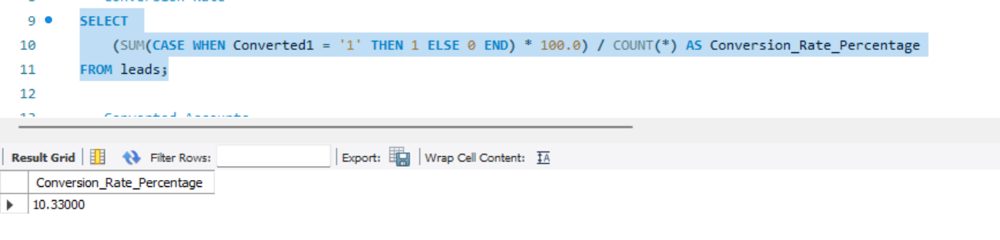 9 SELECT
10 (SUM(CASE WHEN Converted1 = '1' THEN 1 ELSE 0 END) * 100.0) / COUNT(*) AS Conversion_Rate_Percentage
11 FROM leads;
12
Result Grid Filter Rows: Export: Wrap Cell Content: IA
Conversion_Rate_Percentage
10.33000